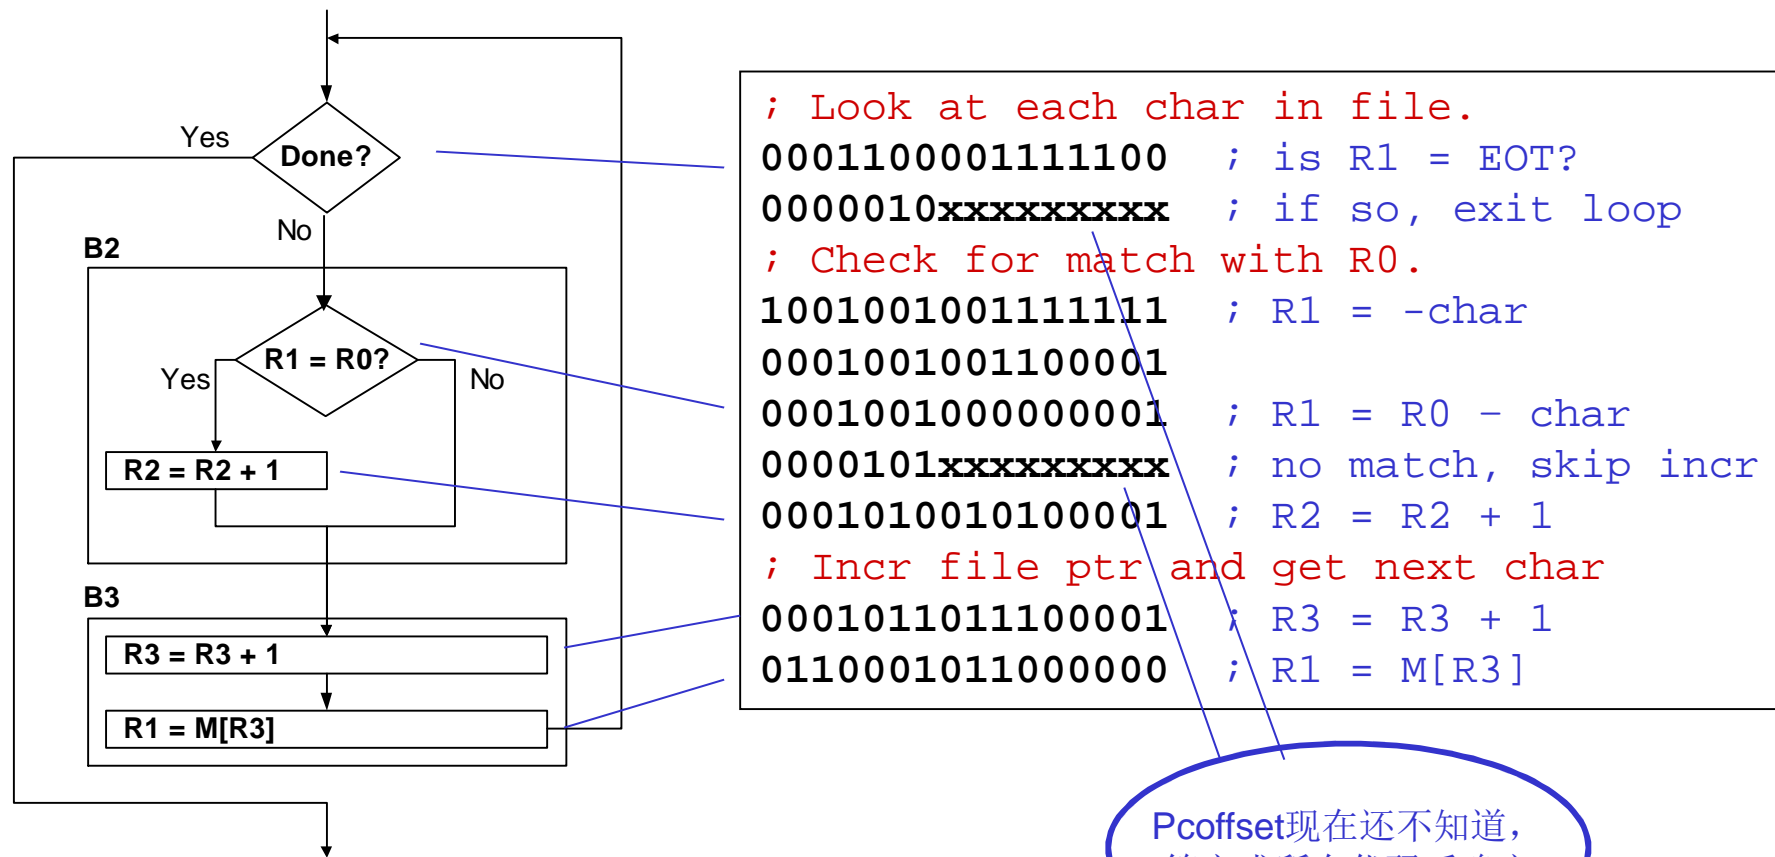 Yes
Done?
No
B2
R1 = R0?
Yes
No
R2 = R2 + 1
B3
R3 = R3 + 1
R1 = M[R3]
; Look at each char in file.
0001100001111100 ; is R1 = EOT?
0000010xxxxxxxxx ; if so, exit loop
; Check for match with R0.
1001001001111111 ; R1 = -char
0001001001100001
0001001000000001 ; R1 = R0 – char
0000101xxxxxxxxx ; no match, skip incr
0001010010100001 ; R2 = R2 + 1
; Incr file ptr and get next char
0001011011100001 ; R3 = R3 + 1
0110001011000000 ; R1 = M[R3]
Pcoffset现在还不知道，